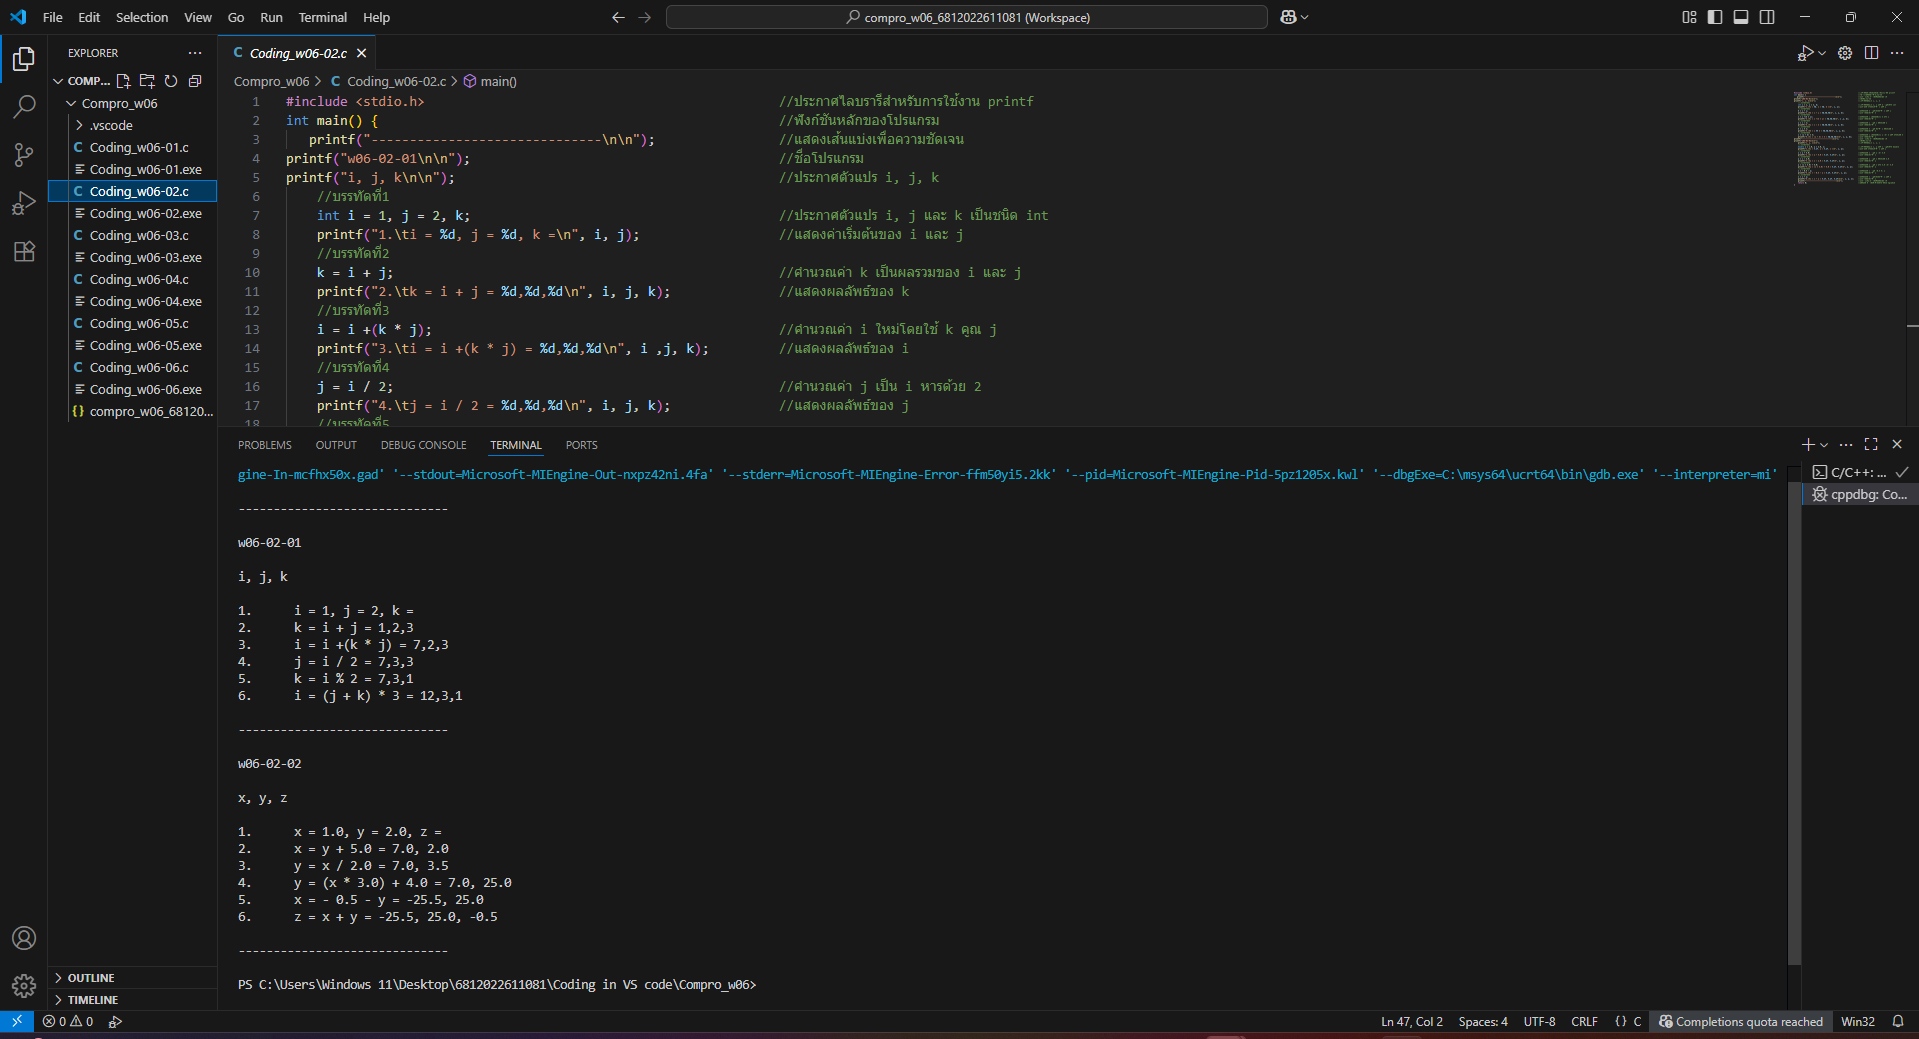 File Edit Selection View Go Run Terminal Help
compro_w06_6812022611081 (Workspace)
EXPLORER
COMP...
Compro_w06
.vscode
C Coding_w06-01.c
Coding_w06-01.exe
C Coding_w06-02.c
Coding_w06-02.exe
C Coding_w06-03.c
Coding_w06-03.exe
C Coding_w06-04.c
Coding_w06-04.exe
C Coding_w06-05.c
Coding_w06-05.exe
C Coding_w06-06.c
Coding_w06-06.exe
{} compro_w06_68120...
OUTLINE
TIMELINE
C Coding_w06-02.c
Compro_w06 > C Coding_w06-02.c > main()
1 #include <stdio.h> //ประกาศไลบรารีสำหรับการใช้งาน printf
2 int main() { //ฟังก์ชันหลักของโปรแกรม
3 printf("------------------------------\n\n"); //แสดงเส้นแบ่งเพื่อความชัดเจน
4 printf("w06-02-01\n\n"); //ชื่อโปรแกรม
5 printf("i, j, k\n\n"); //ประกาศตัวแปร i, j, k
6 //บรรทัดที่1
7 int i = 1, j = 2, k; //ประกาศตัวแปร i, j และ k เป็นชนิด int
8 printf("1.\ti = %d, j = %d, k =\n", i, j); //แสดงค่าเริ่มต้นของ i และ j
9 //บรรทัดที่2
10 k = i + j; //คำนวณค่า k เป็นผลรวมของ i และ j
11 printf("2.\tk = i + j = %d,%d,%d\n", i, j, k); //แสดงผลลัพธ์ของ k
12 //บรรทัดที่3
13 i = i +(k * j); //คำนวณค่า i ใหม่โดยใช้ k คูณ j
14 printf("3.\ti = i +(k * j) = %d,%d,%d\n", i ,j, k); //แสดงผลลัพธ์ของ i
15 //บรรทัดที่4
16 j = i / 2; //คำนวณค่า j เป็น i หารด้วย 2
17 printf("4.\tj = i / 2 = %d,%d,%d\n", i, j, k); //แสดงผลลัพธ์ของ j
18 //บรรทัดที่5
PROBLEMS OUTPUT DEBUG CONSOLE TERMINAL PORTS
gine-In-mcfhx50x.gad' '--stdout=Microsoft-MIEngine-Out-nxpz42ni.4fa' '--stderr=Microsoft-MIEngine-Error-ffm50yi5.2kk' '--pid=Microsoft-MIEngine-Pid-5pz1205x.kwl' '--dbgExe=C:\msys64\ucrt64\bin\gdb.exe' '--interpreter=mi'
C/C++: ...
cppdbg: Co...
------------------------------
w06-02-01
i, j, k
1. i = 1, j = 2, k =
2. k = i + j = 1,2,3
3. i = i +(k * j) = 7,2,3
4. j = i / 2 = 7,3,3
5. k = i % 2 = 7,3,1
6. i = (j + k) * 3 = 12,3,1
------------------------------
w06-02-02
x, y, z
1. x = 1.0, y = 2.0, z =
2. x = y + 5.0 = 7.0, 2.0
3. y = x / 2.0 = 7.0, 3.5
4. y = (x * 3.0) + 4.0 = 7.0, 25.0
5. x = - 0.5 - y = -25.5, 25.0
6. z = x + y = -25.5, 25.0, -0.5
------------------------------
PS C:\Users\Windows 11\Desktop\6812022611081\Coding in VS code\Compro_w06>
0 0
Ln 47, Col 2 Spaces: 4 UTF-8 CRLF {} C Completions quota reached Win32